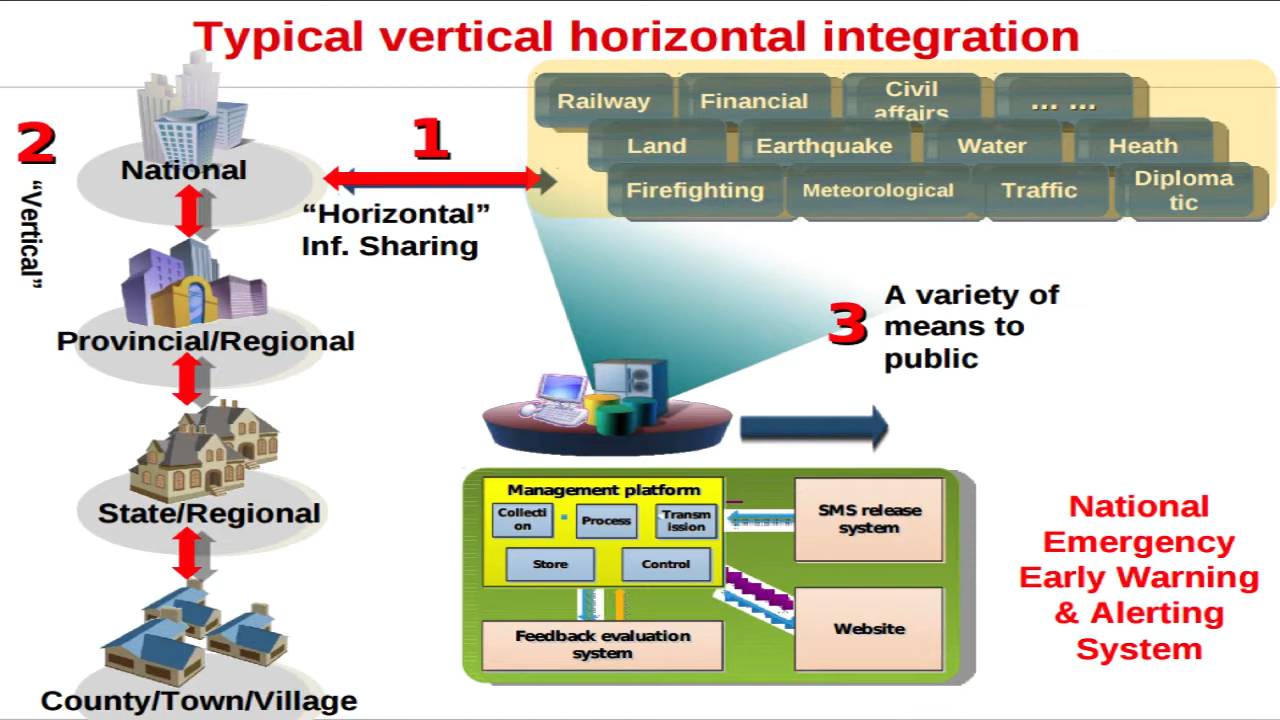 Typical vertical horizontal integration
Railway
Financial
Civil
affairs
... ...
Land
Earthquake
Water
Heath
Firefighting
Meteorological
Traffic
Diploma
tic
1
2
"Vertical"
National
"Horizontal"
Inf. Sharing
Provincial/Regional
State/Regional
County/Town/Village
3
A variety of
means to
public
Management platform
Collecti
on
Process
Transm
ission
Store
Control
SMS release
system
Website
Feedback evaluation
system
National
Emergency
Early Warning
& Alerting
System